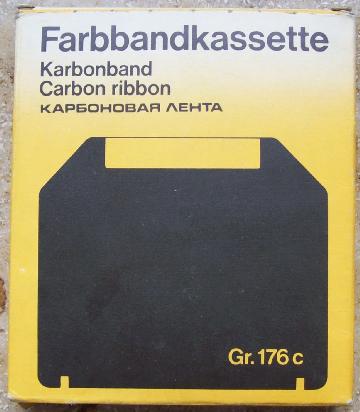 Farbbandkassette
Karbonband
Carbon ribbon
КАРБОНОВАЯ ЛЕНТА
Gr. 176 c